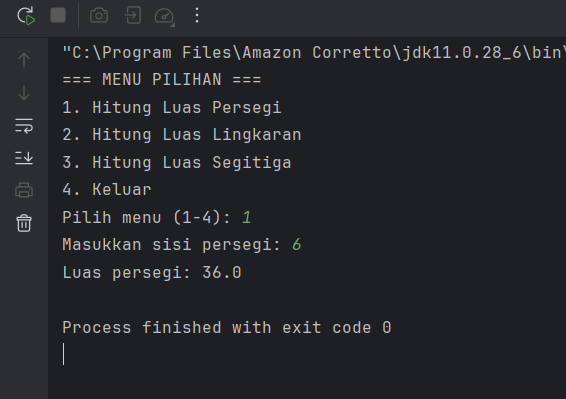 "C:\Program Files\Amazon Corretto\jdk11.0.28_6\bin\
=== MENU PILIHAN ===
1. Hitung Luas Persegi
2. Hitung Luas Lingkaran
3. Hitung Luas Segitiga
4. Keluar
Pilih menu (1-4): 1
Masukkan sisi persegi: 6
Luas persegi: 36.0
Process finished with exit code 0